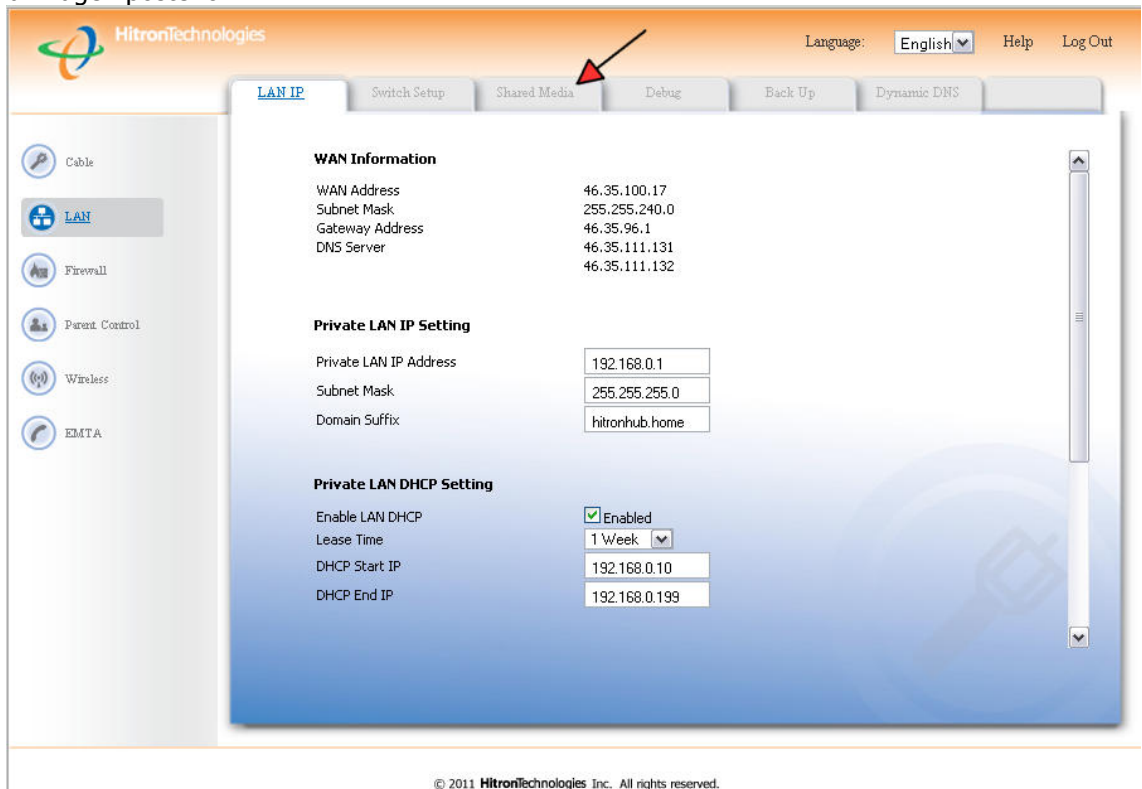 HitronTechnologies
Language: English Help Log Out
LAN IP Switch Setup Shared Media Debug Back Up Dynamic DNS
Cable
LAN
Firewall
Parent Control
Wireless
EMTA
WAN Information
WAN Address 46.35.100.17
Subnet Mask 255.255.240.0
Gateway Address 46.35.96.1
DNS Server 46.35.111.131
46.35.111.132
Private LAN IP Setting
Private LAN IP Address 192.168.0.1
Subnet Mask 255.255.255.0
Domain Suffix hitronhub.home
Private LAN DHCP Setting
Enable LAN DHCP Enabled
Lease Time 1 Week
DHCP Start IP 192.168.0.10
DHCP End IP 192.168.0.199
© 2011 HitronTechnologies Inc. All rights reserved.